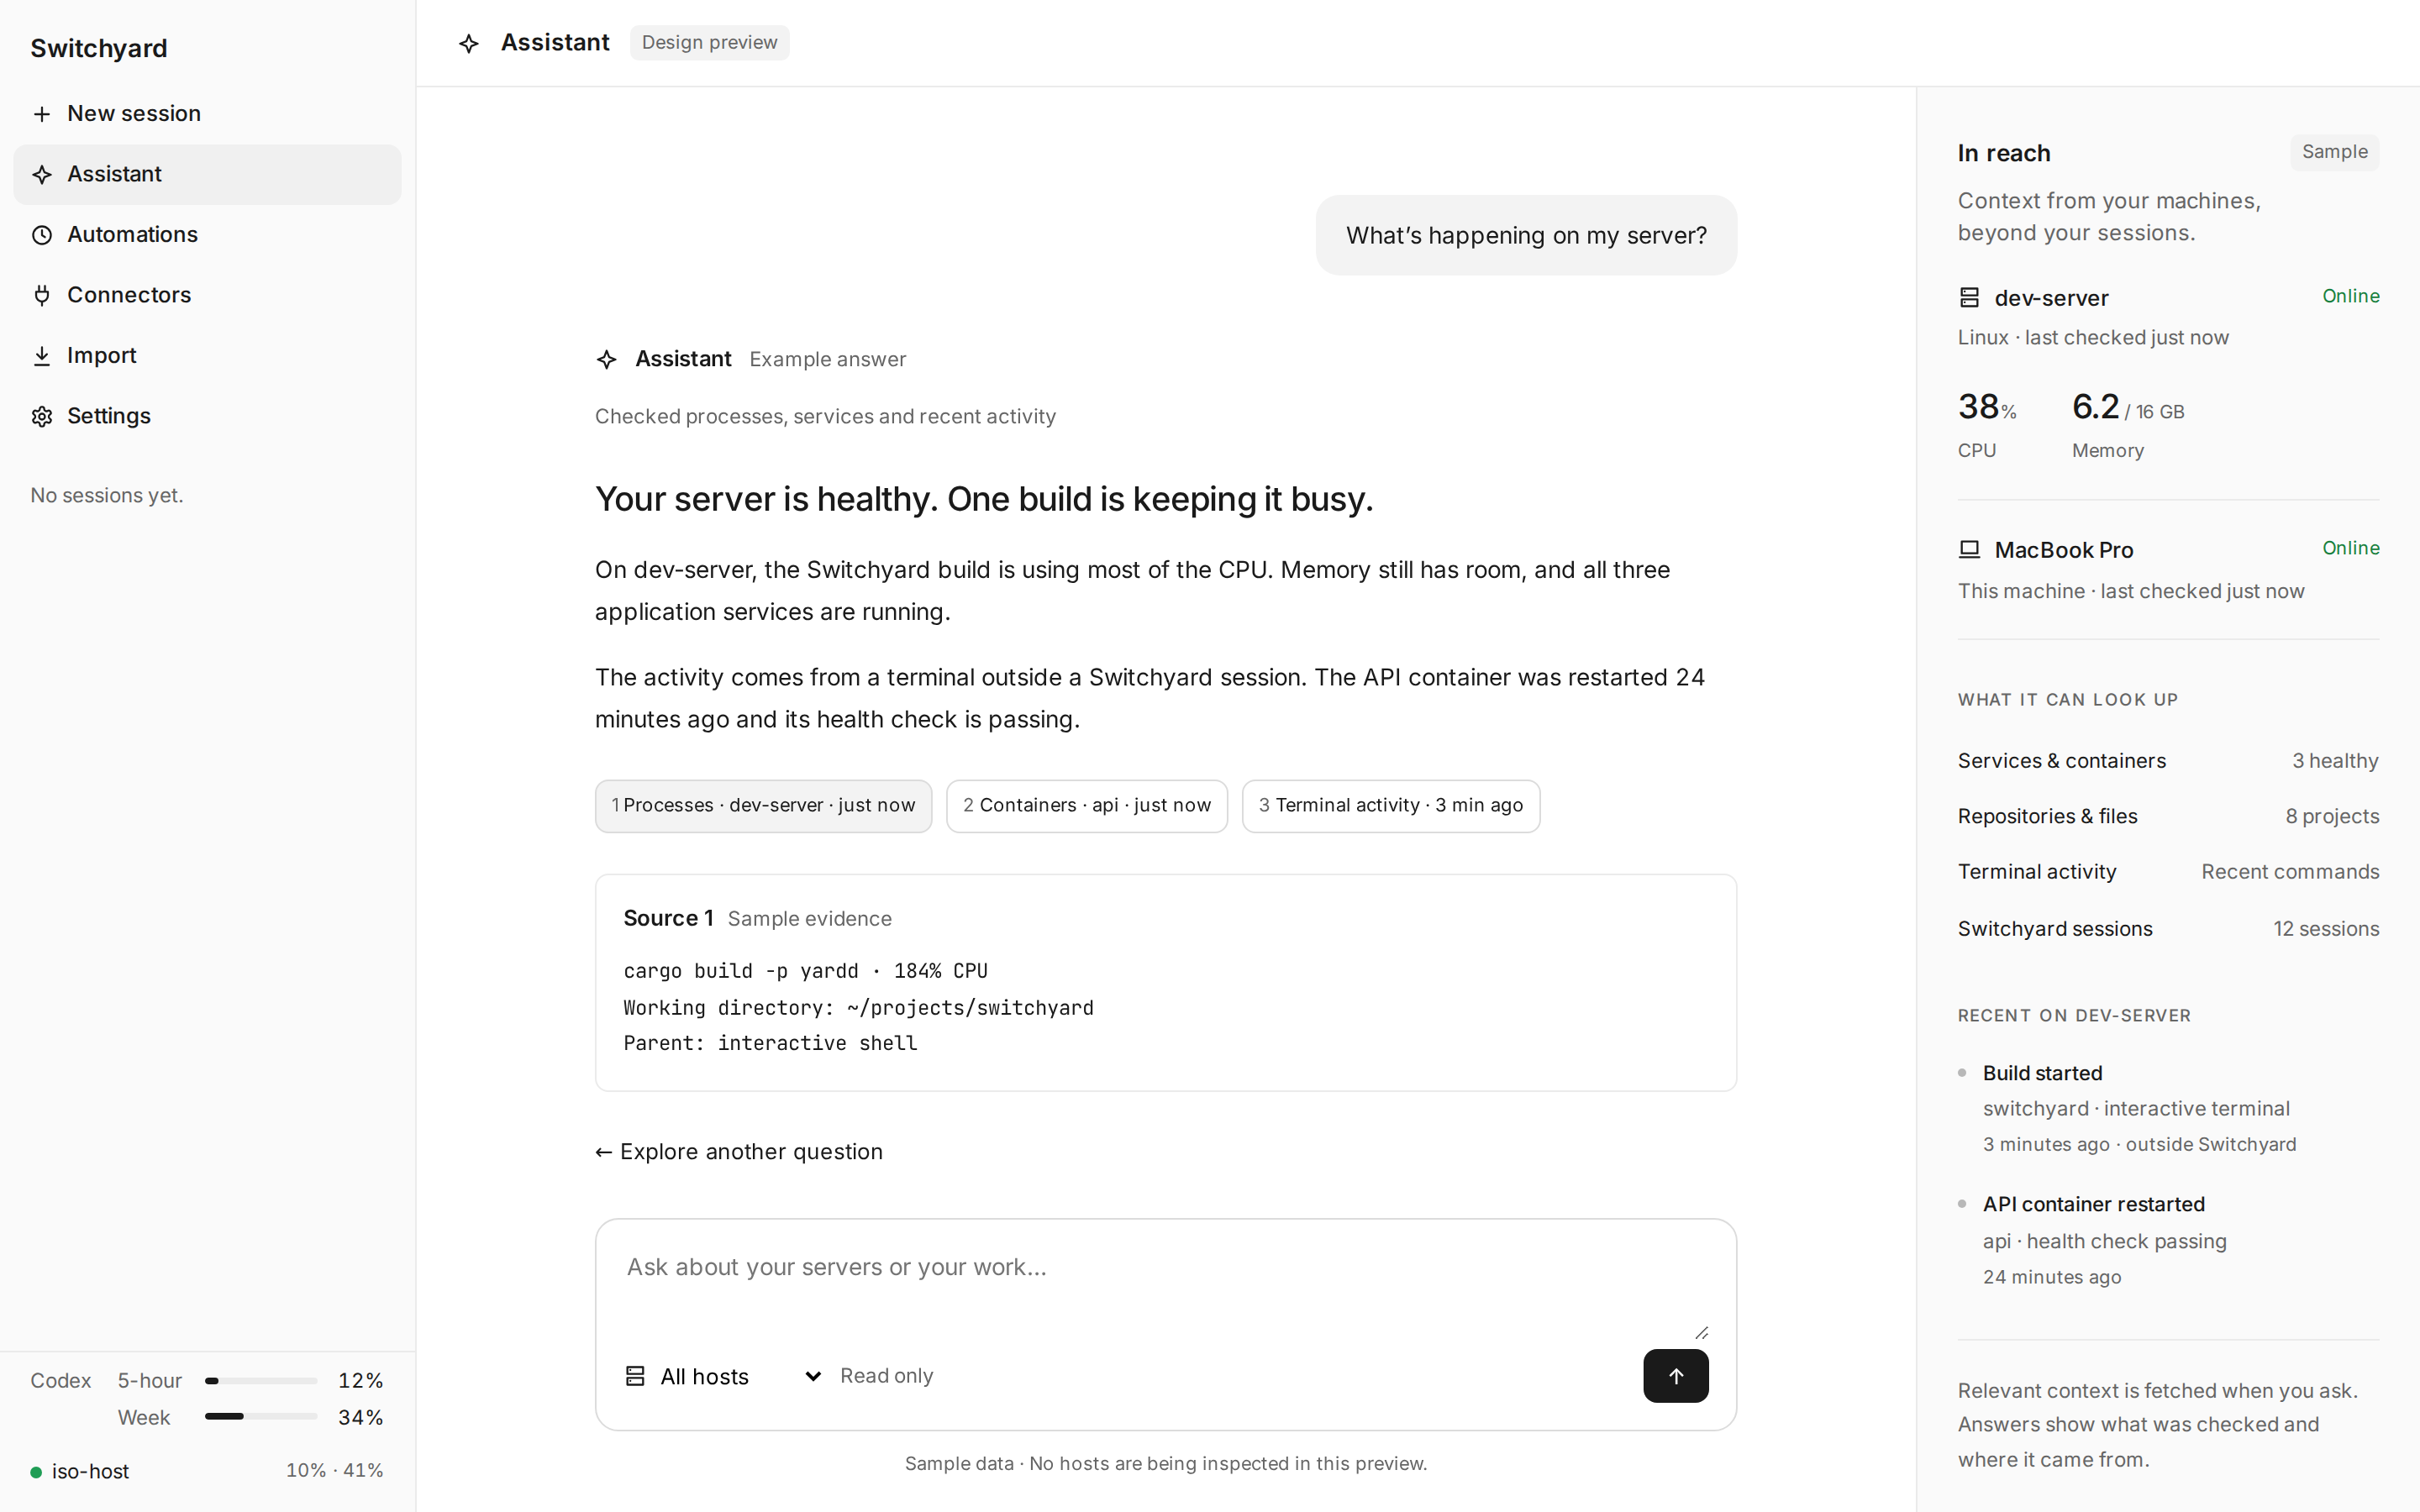 Switchyard
New session
Assistant
Automations
Connectors
Import
Settings
No sessions yet.
Codex 5-hour 12%
Week 34%
iso-host 10% · 41%
Assistant Design preview
What’s happening on my server?
Assistant Example answer
Checked processes, services and recent activity
Your server is healthy. One build is keeping it busy.
On dev-server, the Switchyard build is using most of the CPU. Memory still has room, and all three
application services are running.
The activity comes from a terminal outside a Switchyard session. The API container was restarted 24
minutes ago and its health check is passing.
1 Processes · dev-server · just now
2 Containers · api · just now
3 Terminal activity · 3 min ago
Source 1 Sample evidence
cargo build -p yardd · 184% CPU
Working directory: ~/projects/switchyard
Parent: interactive shell
← Explore another question
Ask about your servers or your work...
All hosts Read only
Sample data · No hosts are being inspected in this preview.
In reach Sample
Context from your machines,
beyond your sessions.
dev-server Online
Linux · last checked just now
38% 6.2 / 16 GB
CPU Memory
MacBook Pro Online
This machine · last checked just now
WHAT IT CAN LOOK UP
Services & containers 3 healthy
Repositories & files 8 projects
Terminal activity Recent commands
Switchyard sessions 12 sessions
RECENT ON DEV-SERVER
Build started
switchyard · interactive terminal
3 minutes ago · outside Switchyard
API container restarted
api · health check passing
24 minutes ago
Relevant context is fetched when you ask.
Answers show what was checked and
where it came from.